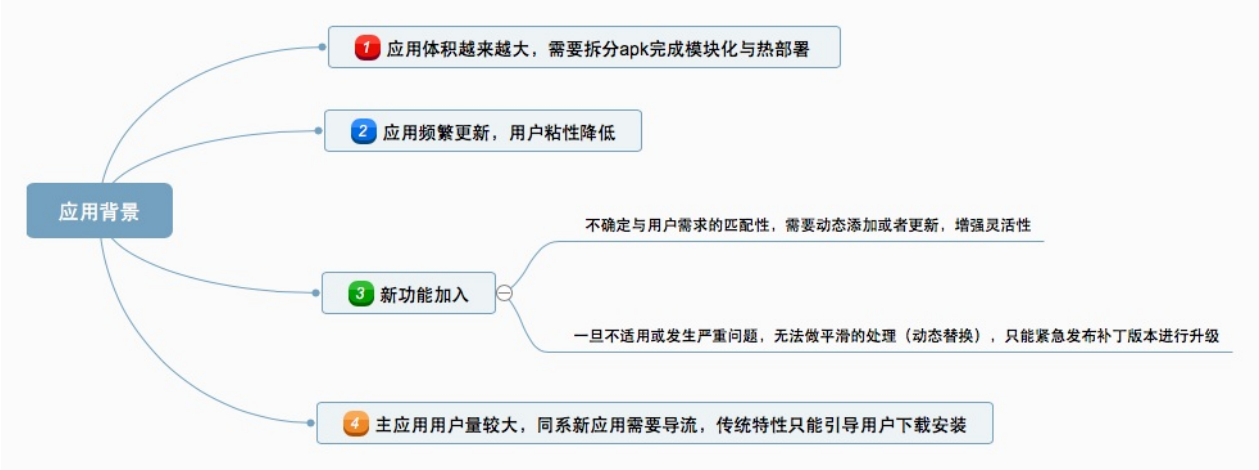 1 应用体积越来越大，需要拆分apk完成模块化与热部署
2 应用频繁更新，用户粘性降低
应用背景
不确定与用户需求的匹配性，需要动态添加或者更新，增强灵活性
3 新功能加入
一旦不适用或发生严重问题，无法做平滑的处理（动态替换），只能紧急发布补丁版本进行升级
4 主应用用户量较大，同系新应用需要导流，传统特性只能引导用户下载安装